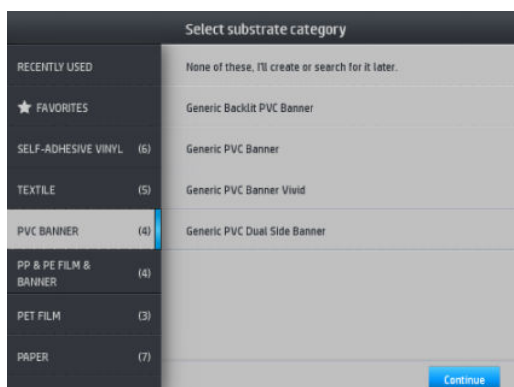 Select substrate category
RECENTLY USED
None of these, I'll create or search for it later.
FAVORITES
Generic Backlit PVC Banner
SELF-ADHESIVE VINYL (6)
Generic PVC Banner
TEXTILE (5)
Generic PVC Banner Vivid
PVC BANNER (4)
Generic PVC Dual Side Banner
PP & PE FILM &
BANNER (4)
PET FILM (3)
PAPER (7)
Continue